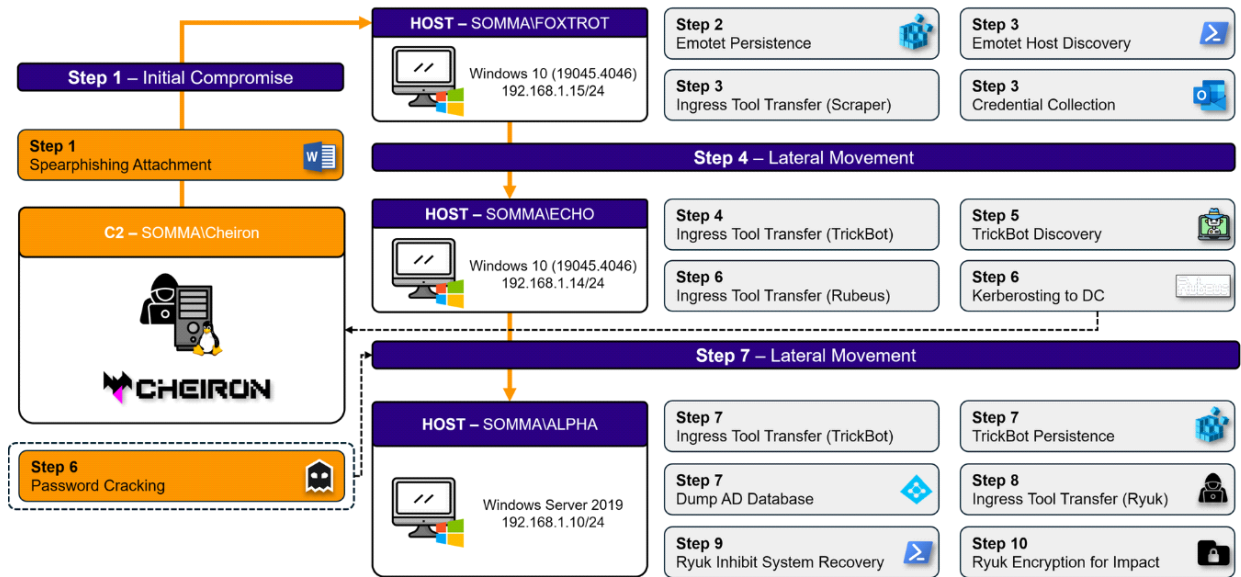 Step 1 – Initial Compromise
Step 1
Spearphishing Attachment
W
C2 – SOMMA\Cheiron
CHEIRON
Step 6
Password Cracking
HOST – SOMMA\FOXTROT
Windows 10 (19045.4046)
192.168.1.15/24
Step 2
Emotet Persistence
Step 3
Emotet Host Discovery
Step 3
Ingress Tool Transfer (Scraper)
Step 3
Credential Collection
O
Step 4 – Lateral Movement
HOST – SOMMA\ECHO
Windows 10 (19045.4046)
192.168.1.14/24
Step 4
Ingress Tool Transfer (TrickBot)
Step 5
TrickBot Discovery
Step 6
Ingress Tool Transfer (Rubeus)
Step 6
Kerberosting to DC
Rubeus
Step 7 – Lateral Movement
HOST – SOMMA\ALPHA
Windows Server 2019
192.168.1.10/24
Step 7
Ingress Tool Transfer (TrickBot)
Step 7
TrickBot Persistence
Step 7
Dump AD Database
Step 8
Ingress Tool Transfer (Ryuk)
Step 9
Ryuk Inhibit System Recovery
Step 10
Ryuk Encryption for Impact